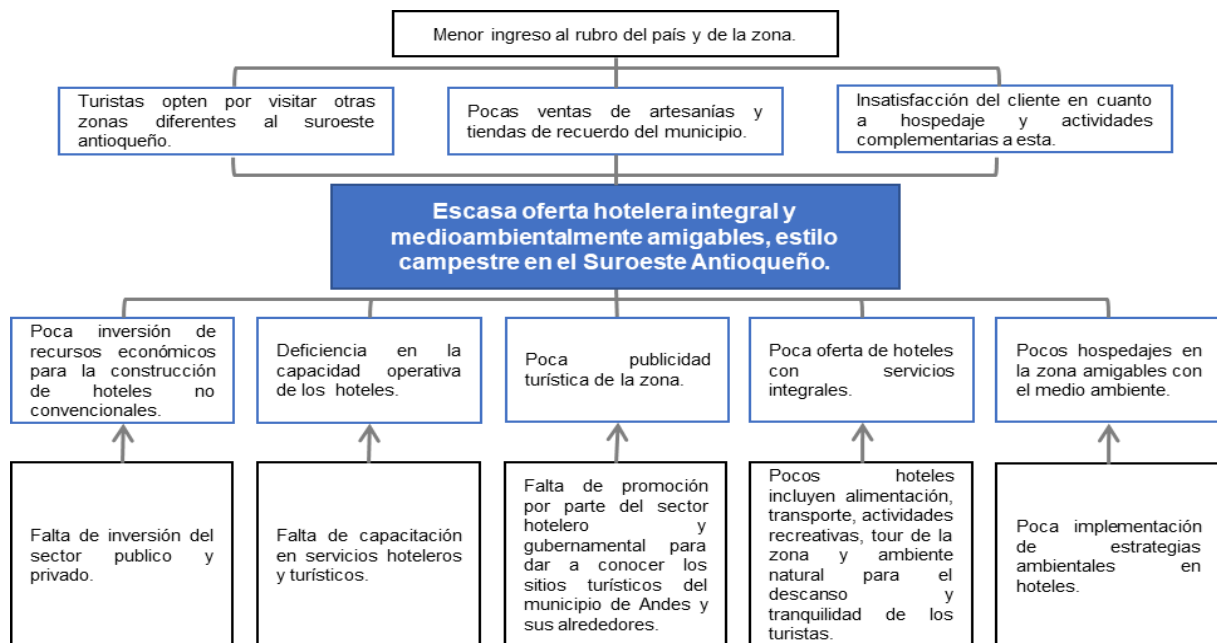 Menor ingreso al rubro del país y de la zona.
Turistas opten por visitar otras
zonas diferentes al suroeste
antioqueño.
Pocas ventas de artesanías y
tiendas de recuerdo del municipio.
Insatisfacción del cliente en cuanto
a hospedaje y actividades
complementarias a esta.
Escasa oferta hotelera integral y
medioambientalmente amigables, estilo
campestre en el Suroeste Antioqueño.
Poca inversión de
recursos económicos
para la construcción
de hoteles no
convencionales.
Deficiencia en la
capacidad operativa
de los hoteles.
Poca publicidad
turística de la zona.
Poca oferta de hoteles
con servicios
integrales.
Pocos hospedajes en
la zona amigables con
el medio ambiente.
Falta de inversión del
sector publico y
privado.
Falta de capacitación
en servicios hoteleros
y turísticos.
Falta de promoción
por parte del sector
hotelero y
gubernamental para
dar a conocer los
sitios turísticos del
municipio de Andes y
sus alrededores.
Pocos hoteles
incluyen alimentación,
transporte, actividades
recreativas, tour de la
zona y ambiente
natural para el
descanso y
tranquilidad de los
turistas.
Poca implementación
de estrategias
ambientales en
hoteles.